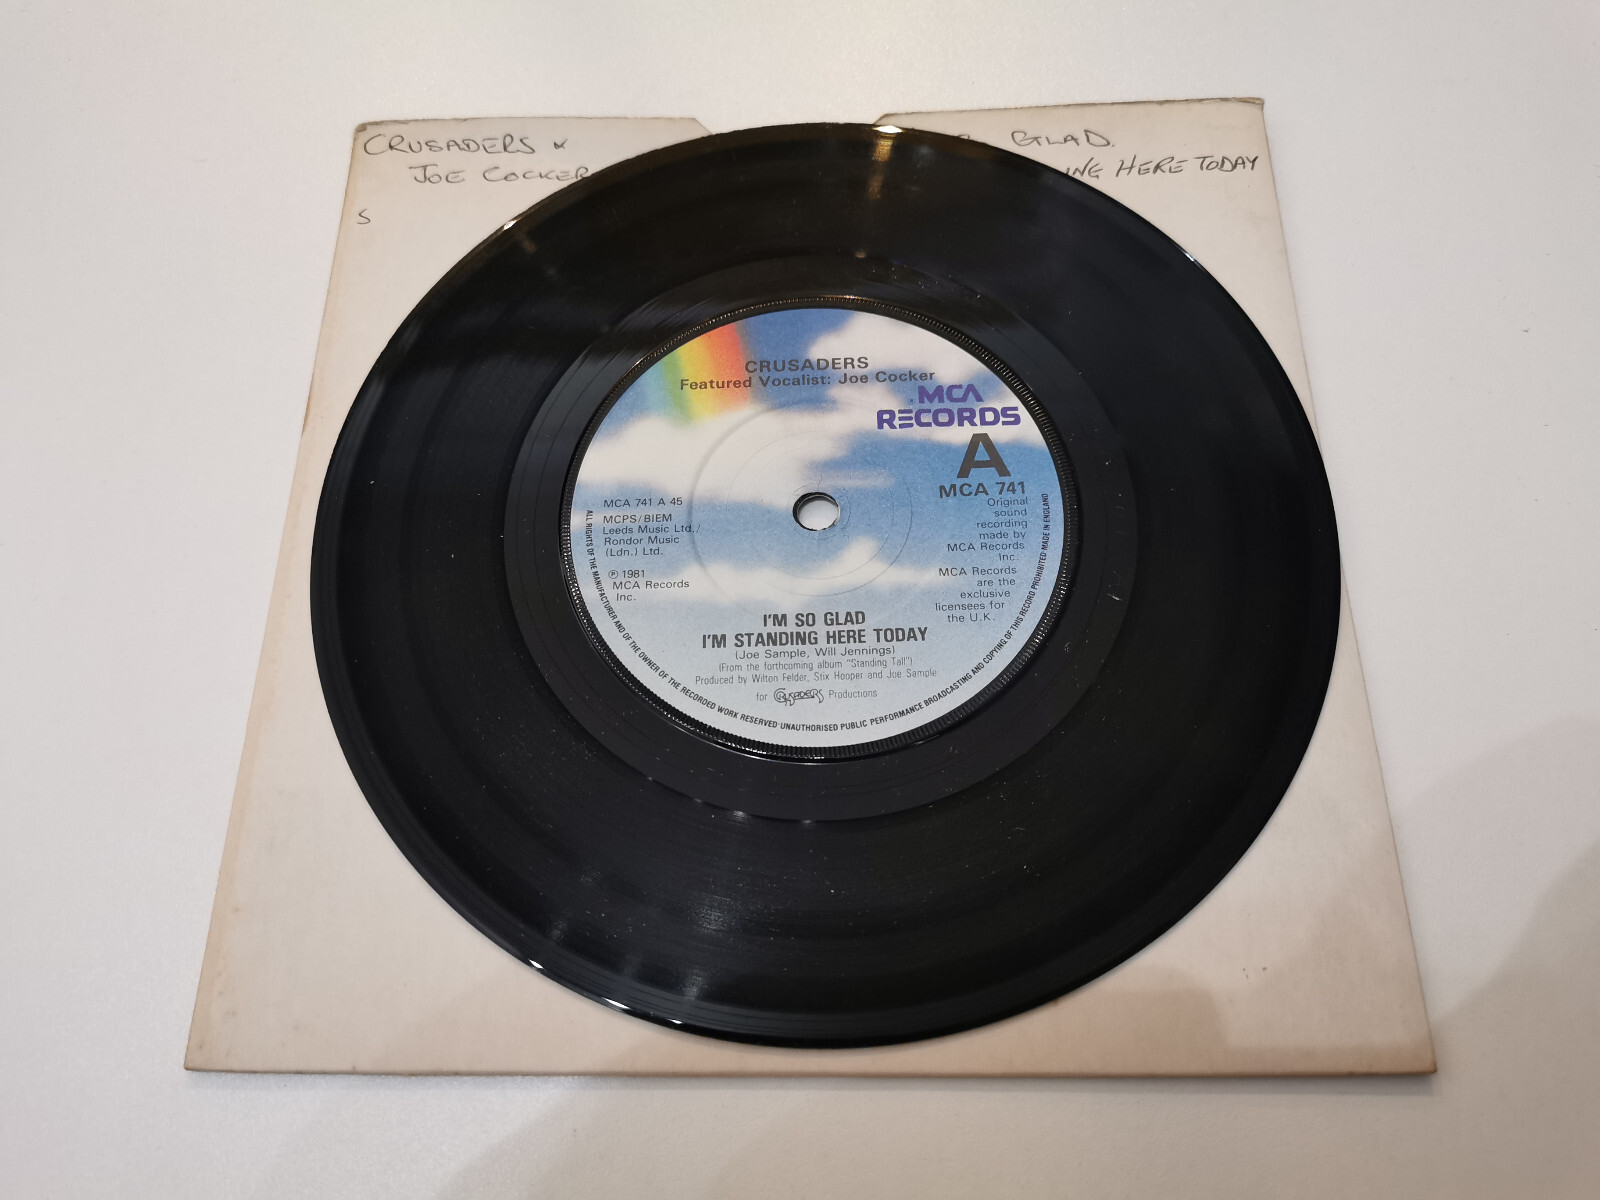 CRUSADERS &
JOE COCKER
S
GLAD.
HERE TODAY
CRUSADERS
Featured Vocalist: Joe Cocker
MCA
RECORDS
A
MCA 741
Original
sound
recording
made by
MCA Records
Inc.
MCA Records
are the
exclusive
licensees for
the U.K.
MCA 741 A 45
MCPS/BIEM
Leeds Music Ltd./
Rondor Music
(Ldn.) Ltd.
℗ 1981
MCA Records
Inc.
I'M SO GLAD
I'M STANDING HERE TODAY
(Joe Sample, Will Jennings)
(From the forthcoming album "Standing Tall")
Produced by Wilton Felder, Stix Hooper and Joe Sample
for CRUSADERS Productions
ALL RIGHTS OF THE MANUFACTURER AND OF THE OWNER OF THE RECORDED WORK RESERVED·UNAUTHORISED PUBLIC PERFORMANCE BROADCASTING AND COPYING OF THIS RECORD PROHIBITED·MADE IN ENGLAND